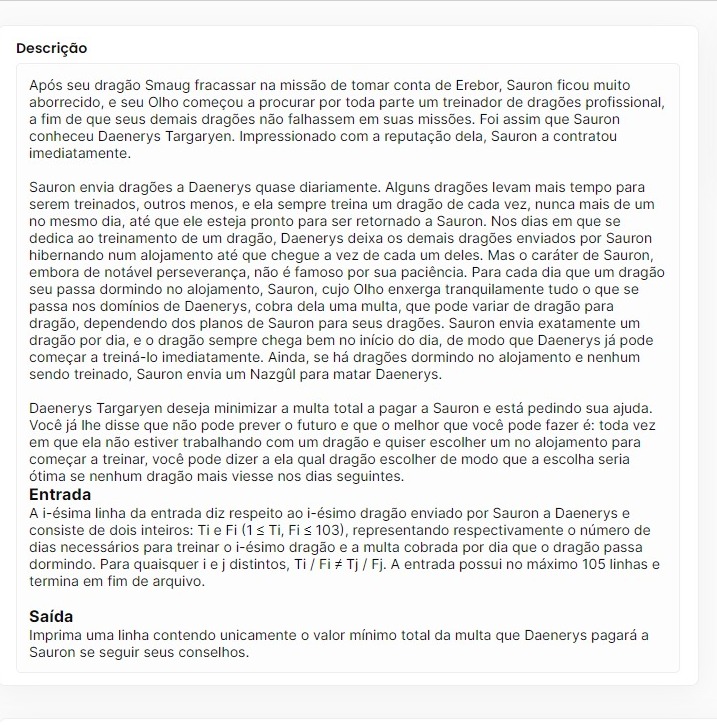 Descrição
Após seu dragão Smaug fracassar na missão de tomar conta de Erebor, Sauron ficou muito
aborrecido, e seu Olho começou a procurar por toda parte um treinador de dragões profissional,
a fim de que seus demais dragões não falhassem em suas missões. Foi assim que Sauron
conheceu Daenerys Targaryen. Impressionado com a reputação dela, Sauron a contratou
imediatamente.
Sauron envia dragões a Daenerys quase diariamente. Alguns dragões levam mais tempo para
serem treinados, outros menos, e ela sempre treina um dragão de cada vez, nunca mais de um
no mesmo dia, até que ele esteja pronto para ser retornado a Sauron. Nos dias em que se
dedica ao treinamento de um dragão, Daenerys deixa os demais dragões enviados por Sauron
hibernando num alojamento até que chegue a vez de cada um deles. Mas o caráter de Sauron,
embora de notável perseverança, não é famoso por sua paciência. Para cada dia que um dragão
seu passa dormindo no alojamento, Sauron, cujo Olho enxerga tranquilamente tudo o que se
passa nos domínios de Daenerys, cobra dela uma multa, que pode variar de dragão para
dragão, dependendo dos planos de Sauron para seus dragões. Sauron envia exatamente um
dragão por dia, e o dragão sempre chega bem no início do dia, de modo que Daenerys já pode
começar a treiná-lo imediatamente. Ainda, se há dragões dormindo no alojamento e nenhum
sendo treinado, Sauron envia um Nazgûl para matar Daenerys.
Daenerys Targaryen deseja minimizar a multa total a pagar a Sauron e está pedindo sua ajuda.
Você já lhe disse que não pode prever o futuro e que o melhor que você pode fazer é: toda vez
em que ela não estiver trabalhando com um dragão e quiser escolher um no alojamento para
começar a treinar, você pode dizer a ela qual dragão escolher de modo que a escolha seria
ótima se nenhum dragão mais viesse nos dias seguintes.
Entrada
A i-ésima linha da entrada diz respeito ao i-ésimo dragão enviado por Sauron a Daenerys e
consiste de dois inteiros: Ti e Fi (1 ≤ Ti, Fi ≤ 103), representando respectivamente o número de
dias necessários para treinar o i-ésimo dragão e a multa cobrada por dia que o dragão passa
dormindo. Para quaisquer i e j distintos, Ti / Fi ≠ Tj / Fj. A entrada possui no máximo 105 linhas e
termina em fim de arquivo.
Saída
Imprima uma linha contendo unicamente o valor mínimo total da multa que Daenerys pagará a
Sauron se seguir seus conselhos.